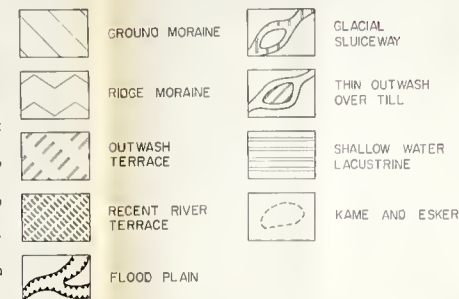 GROUND MORAINE
RIDGE MORAINE
OUTWASH
TERRACE
RECENT RIVER
TERRACE
FLOOD PLAIN
GLACIAL
SLUICEWAY
THIN OUTWASH
OVER TILL
SHALLOW WATER
LACUSTRINE
KAME AND ESKER